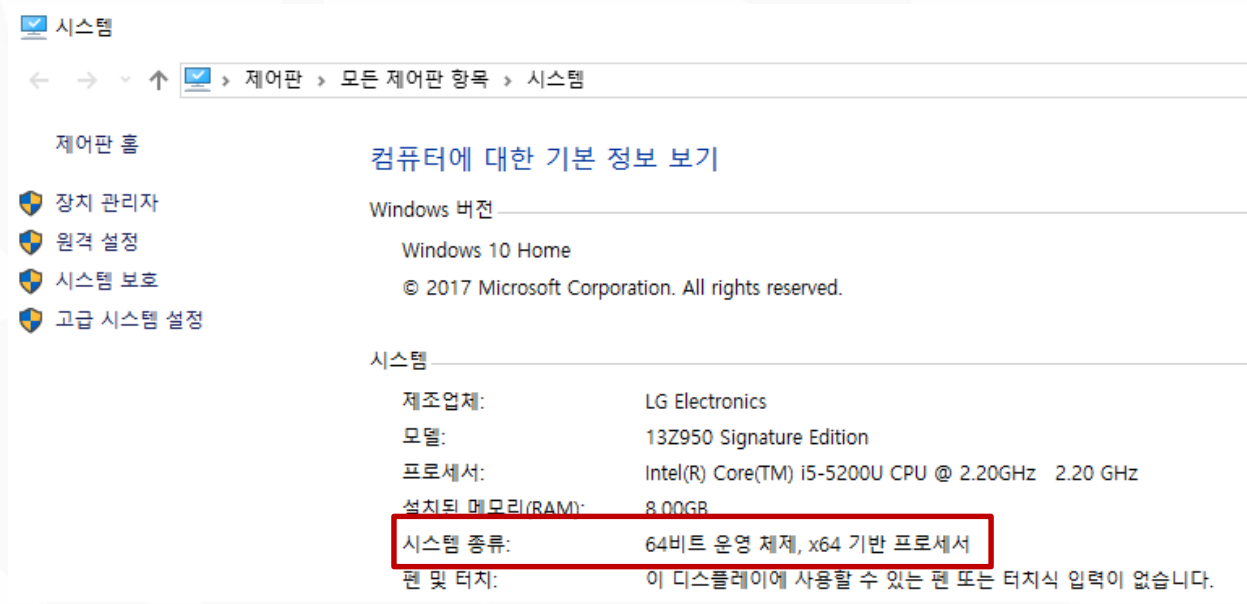 시스템
제어판 › 모든 제어판 항목 › 시스템
제어판 홈
장치 관리자
원격 설정
시스템 보호
고급 시스템 설정
컴퓨터에 대한 기본 정보 보기
Windows 버전
Windows 10 Home
© 2017 Microsoft Corporation. All rights reserved.
시스템
제조업체: LG Electronics
모델: 13Z950 Signature Edition
프로세서: Intel(R) Core(TM) i5-5200U CPU @ 2.20GHz 2.20 GHz
설치된 메모리(RAM): 8.00GB
시스템 종류: 64비트 운영 체제, x64 기반 프로세서
펜 및 터치: 이 디스플레이에 사용할 수 있는 펜 또는 터치식 입력이 없습니다.